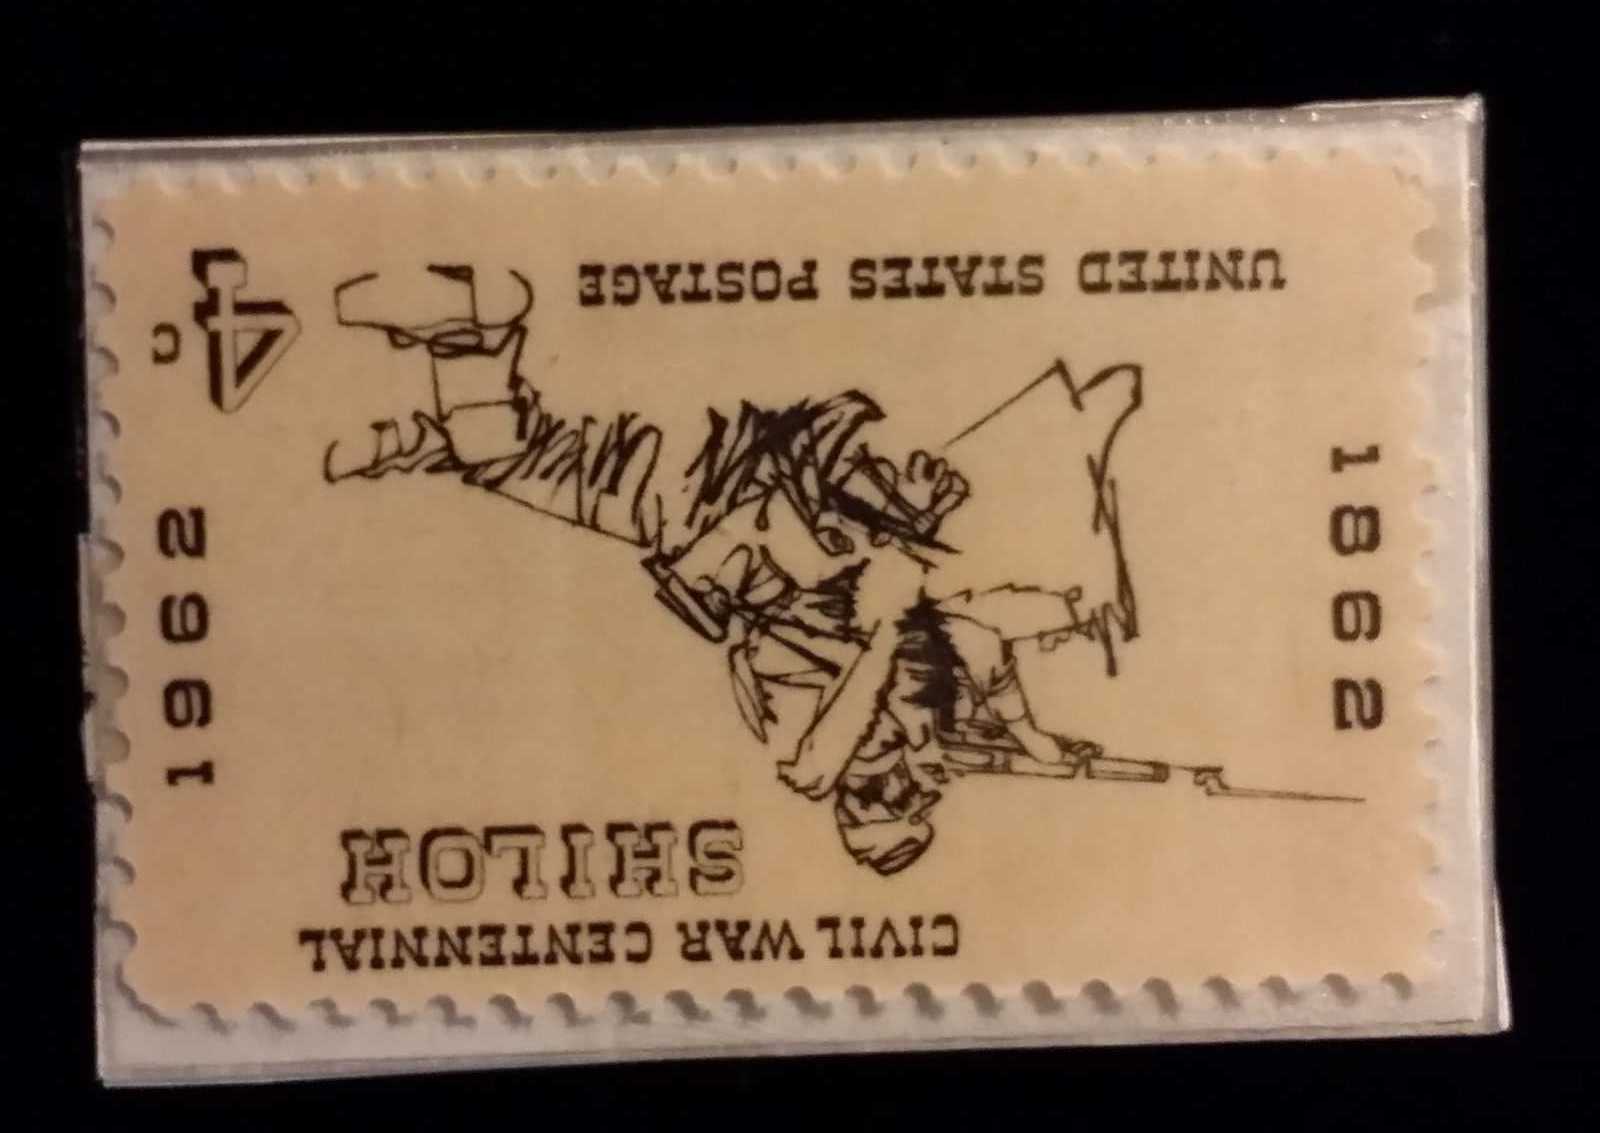 CIVIL WAR CENTENNIAL
SHILOH
1862
1962
UNITED STATES POSTAGE
4c